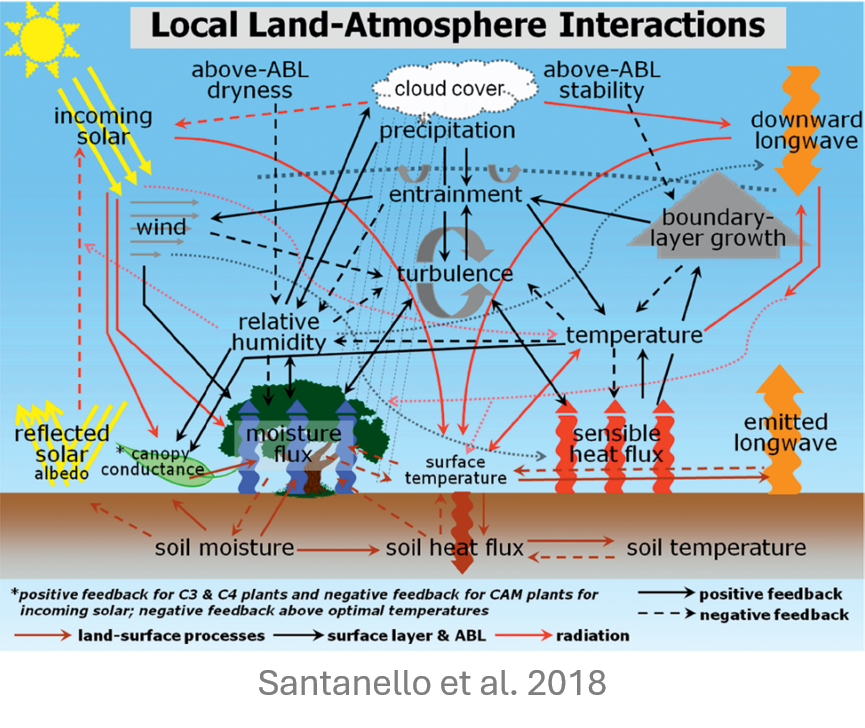 Local Land-Atmosphere Interactions
above-ABL
dryness
cloud cover
above-ABL
stability
incoming
solar
precipitation
downward
longwave
entrainment
wind
boundary-
layer growth
turbulence
relative
humidity
temperature
reflected
solar
albedo
* canopy
conductance
moisture
flux
surface
temperature
sensible
heat flux
emitted
longwave
soil moisture
soil heat flux
soil temperature
*positive feedback for C3 & C4 plants and negative feedback for CAM plants for
incoming solar; negative feedback above optimal temperatures
positive feedback
negative feedback
land-surface processes
surface layer & ABL
radiation
Santanello et al. 2018